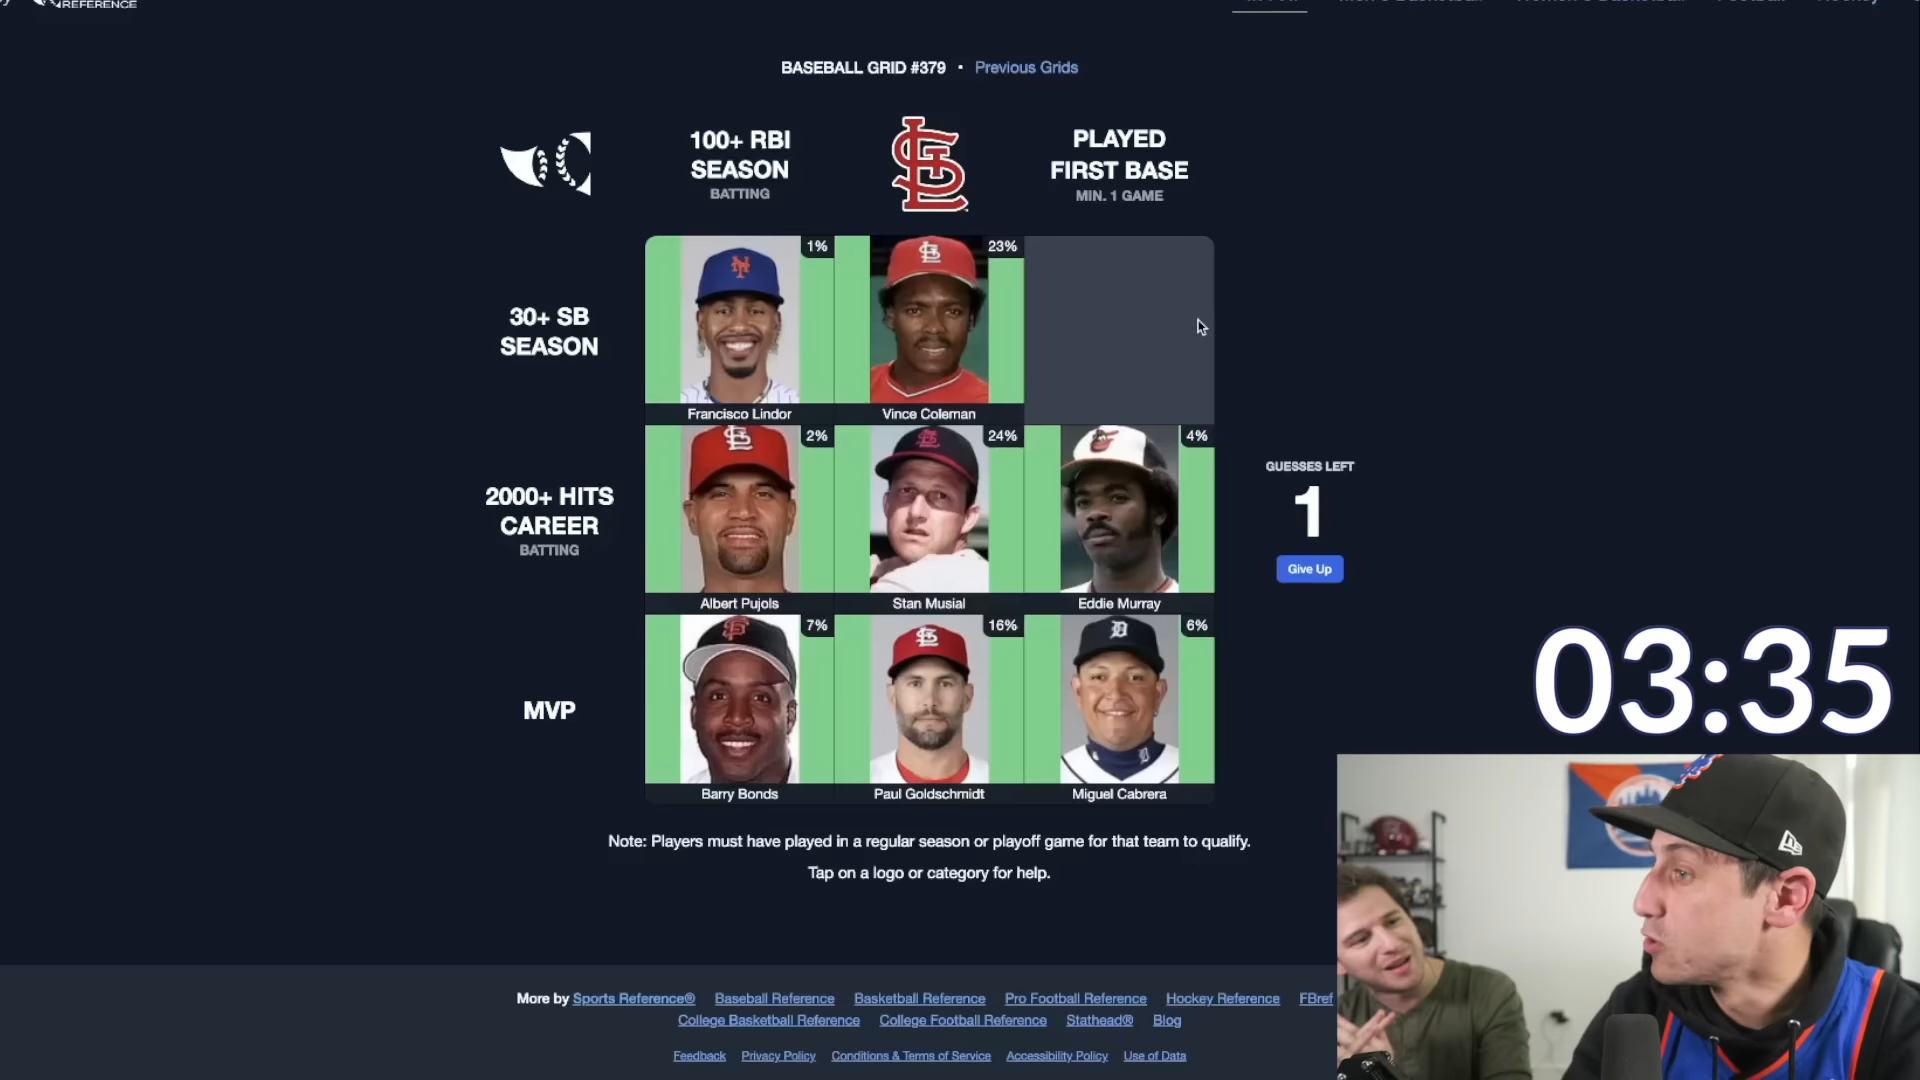 REFERENCE
BASEBALL GRID #379 • Previous Grids
100+ RBI
SEASON
BATTING
STL
PLAYED
FIRST BASE
MIN. 1 GAME
30+ SB
SEASON
1%
Francisco Lindor
23%
Vince Coleman
2000+ HITS
CAREER
BATTING
2%
Albert Pujols
24%
Stan Musial
4%
Eddie Murray
MVP
7%
Barry Bonds
16%
Paul Goldschmidt
6%
Miguel Cabrera
GUESSES LEFT
1
Give Up
03:35
Note: Players must have played in a regular season or playoff game for that team to qualify.
Tap on a logo or category for help.
More by Sports Reference® Baseball Reference Basketball Reference Pro Football Reference Hockey Reference FBref
College Basketball Reference College Football Reference Stathead® Blog
Feedback Privacy Policy Conditions & Terms of Service Accessibility Policy Use of Data